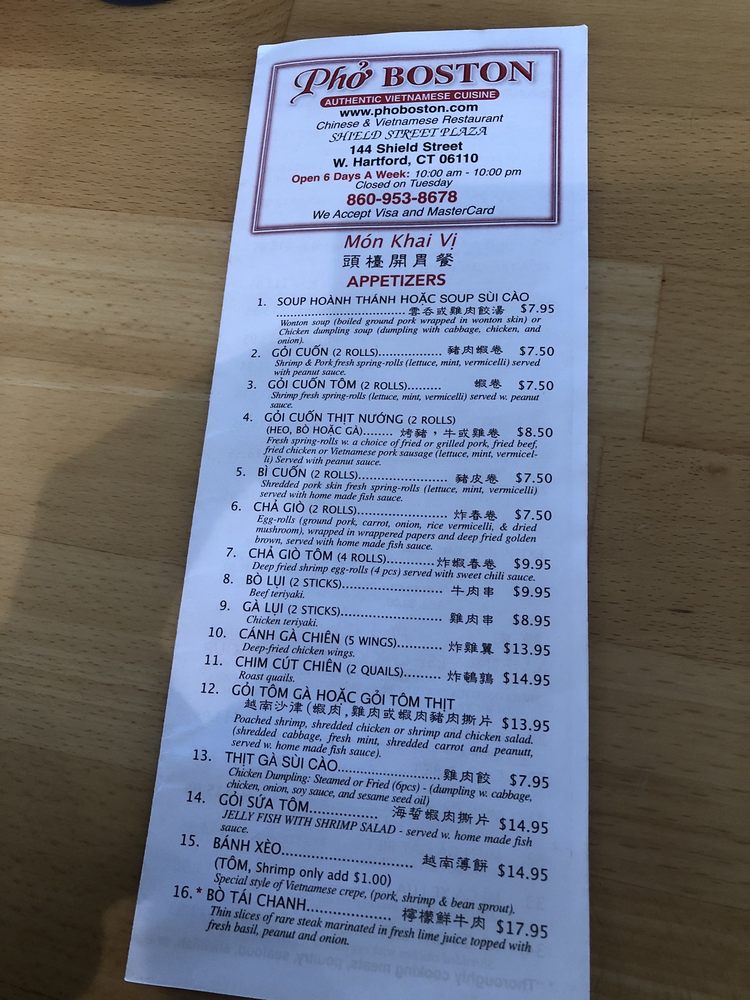 Phở BOSTON
AUTHENTIC VIETNAMESE CUISINE
www.phoboston.com
Chinese & Vietnamese Restaurant
SHIELD STREET PLAZA
144 Shield Street
W. Hartford, CT 06110
Open 6 Days A Week: 10:00 am - 10:00 pm
Closed on Tuesday
860-953-8678
We Accept Visa and MasterCard
Món Khai Vị
頭檯開胃餐
APPETIZERS
1. SOUP HOÀNH THÁNH HOẶC SOUP SÙI CÀO
.................................. 雲吞或雞肉餃湯 $7.95
Wonton soup (boiled ground pork wrapped in wonton skin) or
Chicken dumpling soup (dumpling with cabbage, chicken, and
onion).
2. GỎI CUỐN (2 ROLLS)................... 豬肉蝦卷 $7.50
Shrimp & Pork fresh spring-rolls (lettuce, mint, vermicelli) served
with peanut sauce.
3. GỎI CUỐN TÔM (2 ROLLS)......... 蝦卷 $7.50
Shrimp fresh spring-rolls (lettuce, mint, vermicelli) served w. peanut
sauce.
4. GỎI CUỐN THỊT NƯỚNG (2 ROLLS)
(HEO, BÒ HOẶC GÀ)........ 烤豬，牛或雞卷 $8.50
Fresh spring-rolls w. a choice of fried or grilled pork, fried beef,
fried chicken or Vietnamese pork sausage (lettuce, mint, vermicel-
li) Served with peanut sauce.
5. BÌ CUỐN (2 ROLLS)....................... 豬皮卷 $7.50
Shredded pork skin fresh spring-rolls (lettuce, mint, vermicelli)
served with home made fish sauce.
6. CHẢ GIÒ (2 ROLLS)....................... 炸春卷 $7.50
Egg-rolls (ground pork, carrot, onion, rice vermicelli, & dried
mushroom), wrapped in wrappered papers and deep fried golden
brown, served with home made fish sauce.
7. CHẢ GIÒ TÔM (4 ROLLS)............ 炸蝦春卷 $9.95
Deep fried shrimp egg-rolls (4 pcs) served with sweet chili sauce.
8. BÒ LỤI (2 STICKS)......................... 牛肉串 $9.95
Beef teriyaki.
9. GÀ LỤI (2 STICKS)......................... 雞肉串 $8.95
Chicken teriyaki.
10. CÁNH GÀ CHIÊN (5 WINGS)........... 炸雞翼 $13.95
Deep-fried chicken wings.
11. CHIM CÚT CHIÊN (2 QUAILS)......... 炸鵪鶉 $14.95
Roast quails.
12. GỎI TÔM GÀ HOẶC GỎI TÔM THỊT
越南沙津(蝦肉,雞肉或蝦肉豬肉撕片 $13.95
Poached shrimp, shredded chicken or shrimp and chicken salad.
(shredded cabbage, fresh mint, shredded carrot and peanutt,
served w. home made fish sauce).
13. THỊT GÀ SÙI CÀO....................... 雞肉餃 $7.95
Chicken Dumpling: Steamed or Fried (6pcs) - (dumpling w. cabbage,
chicken, onion, soy sauce, and sesame seed oil)
14. GỎI SỨA TÔM............... 海蜇蝦肉撕片 $14.95
JELLY FISH WITH SHRIMP SALAD - served w. home made fish
sauce.
15. BÁNH XÈO............................. 越南薄餅 $14.95
(TÔM, Shrimp only add $1.00)
Special style of Vietnamese crepe, (pork, shrimp & bean sprout).
16. * BÒ TÁI CHANH.................. 檸檬鮮牛肉 $17.95
Thin slices of rare steak marinated in fresh lime juice topped with
fresh basil, peanut and onion.